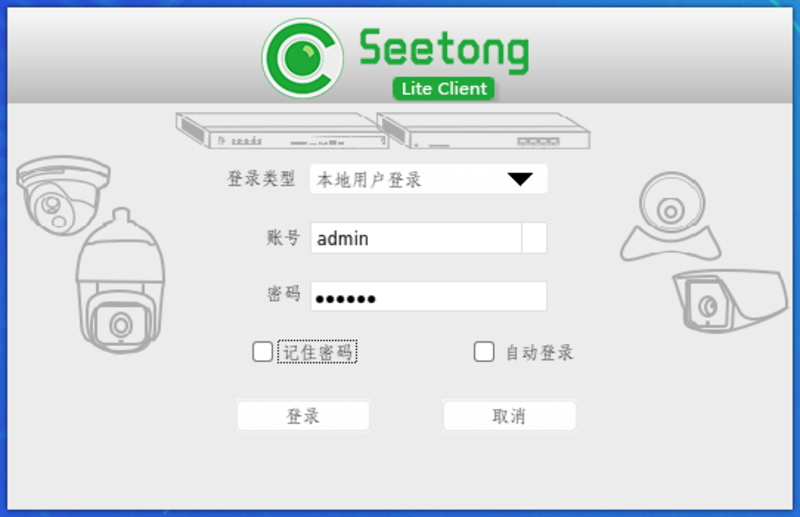 Seetong
Lite Client
登录类型 本地用户登录
账号 admin
密码 ●●●●●●
记住密码 自动登录
登录 取消